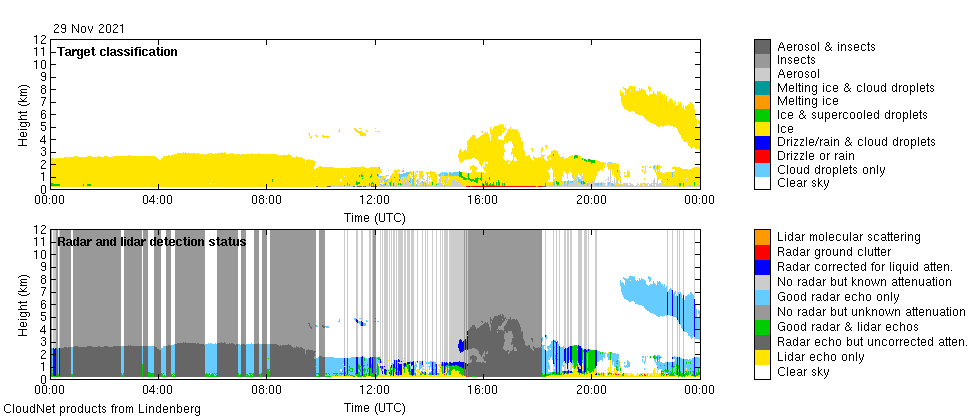 29 Nov 2021
Target classification
12
11
10
9
8
7
6
5
4
3
2
1
0
Height (km)
00:00 04:00 08:00 12:00 16:00 20:00 00:00
Time (UTC)
Aerosol & insects
Insects
Aerosol
Melting ice & cloud droplets
Melting ice
Ice & supercooled droplets
Ice
Drizzle/rain & cloud droplets
Drizzle or rain
Cloud droplets only
Clear sky
Radar and lidar detection status
12
11
10
9
8
7
6
5
4
3
2
1
0
Height (km)
00:00 04:00 08:00 12:00 16:00 20:00 00:00
Time (UTC)
Lidar molecular scattering
Radar ground clutter
Radar corrected for liquid atten.
No radar but known attenuation
Good radar echo only
No radar but unknown attenuation
Good radar & lidar echos
Radar echo but uncorrected atten.
Lidar echo only
Clear sky
CloudNet products from Lindenberg